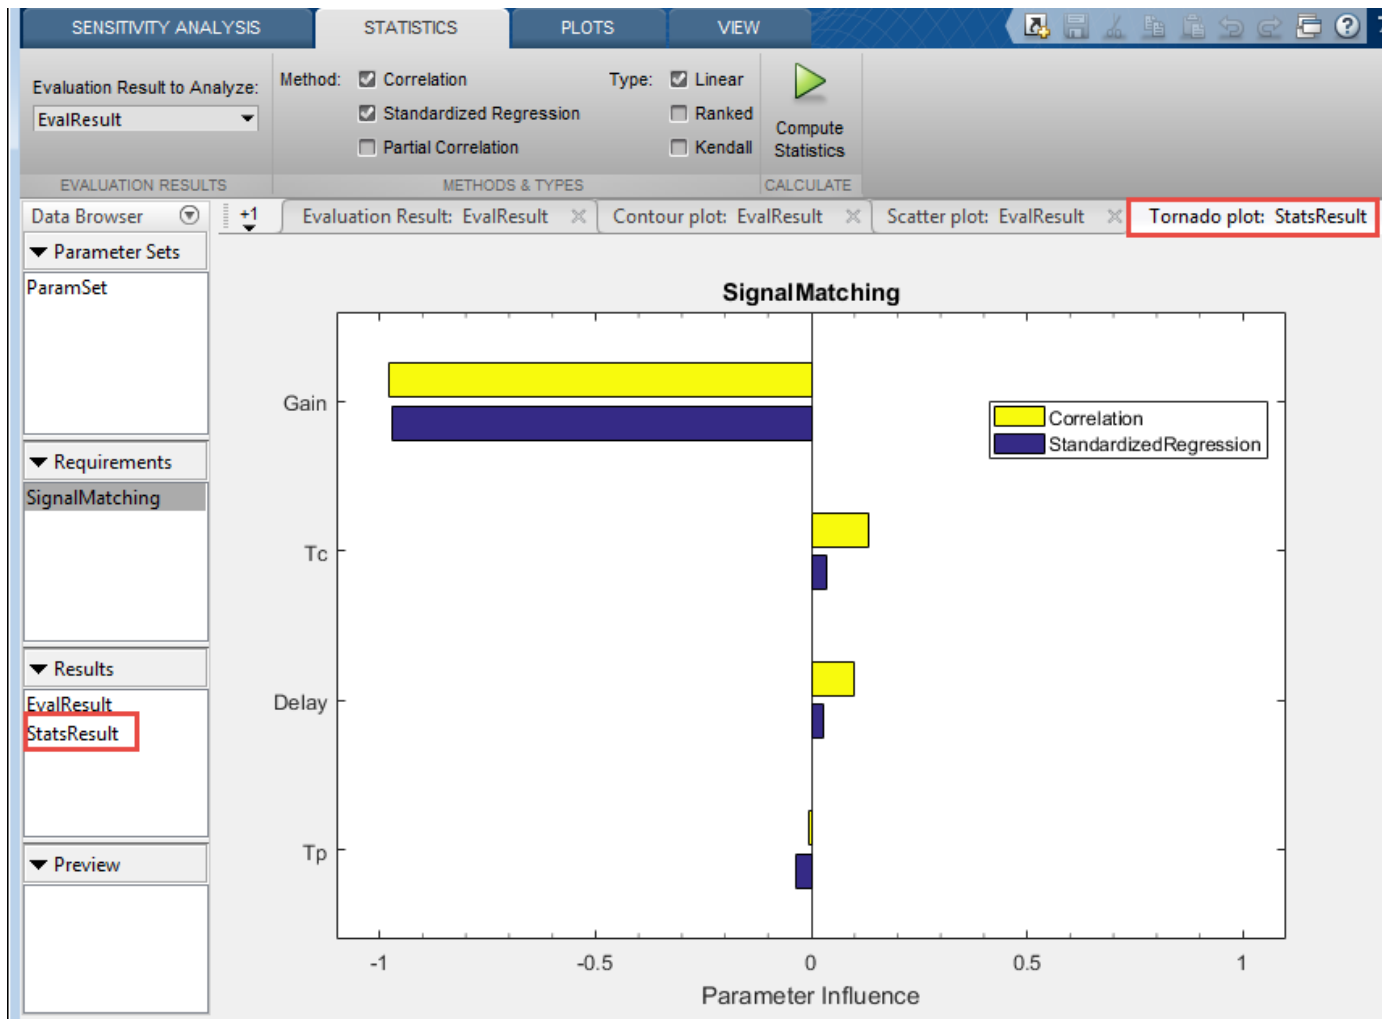 SENSITIVITY ANALYSIS STATISTICS PLOTS VIEW
Evaluation Result to Analyze:
EvalResult
Method: Correlation
Standardized Regression
Partial Correlation
Type: Linear
Ranked
Kendall
Compute
Statistics
EVALUATION RESULTS METHODS & TYPES CALCULATE
Data Browser
+1 Evaluation Result: EvalResult Contour plot: EvalResult Scatter plot: EvalResult Tornado plot: StatsResult
Parameter Sets
ParamSet
Requirements
SignalMatching
Results
EvalResult
StatsResult
Preview
SignalMatching
Gain
Tc
Delay
Tp
Correlation
StandardizedRegression
-1 -0.5 0 0.5 1
Parameter Influence